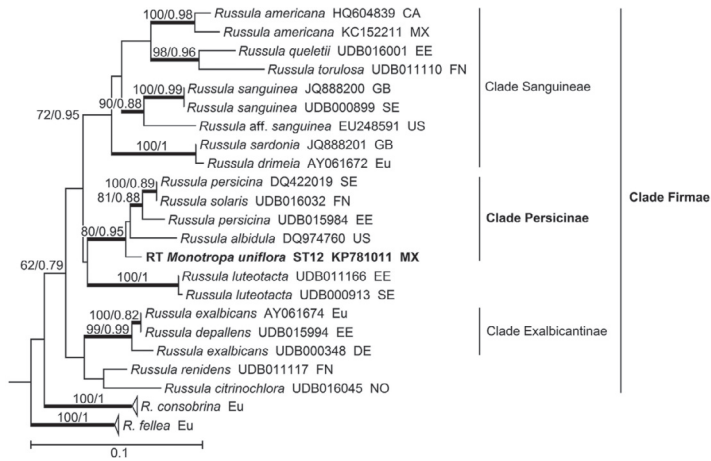 100/0.98 Russula americana HQ604839 CA
Russula americana KC152211 MX
98/0.96 Russula queletii UDB016001 EE
Russula torulosa UDB011110 FN
100/0.99 Russula sanguinea JQ888200 GB
Clade Sanguineae
90/0.88 Russula sanguinea UDB000899 SE
72/0.95 Russula aff. sanguinea EU248591 US
100/1 Russula sardonia JQ888201 GB
Russula drimeia AY061672 Eu
100/0.89 Russula persicina DQ422019 SE
81/0.88 Russula solaris UDB016032 FN
Clade Firmae
Russula persicina UDB015984 EE
Clade Persicinae
80/0.95 Russula albidula DQ974760 US
RT Monotropa uniflora ST12 KP781011 MX
62/0.79
100/1 Russula luteotacta UDB011166 EE
Russula luteotacta UDB000913 SE
100/0.82 Russula exalbicans AY061674 Eu
99/0.99 Russula depallens UDB015994 EE
Clade Exalbicantinae
Russula exalbicans UDB000348 DE
Russula renidens UDB011117 FN
Russula citrinochlora UDB016045 NO
100/1 R. consobrina Eu
100/1 R. fellea Eu
0.1